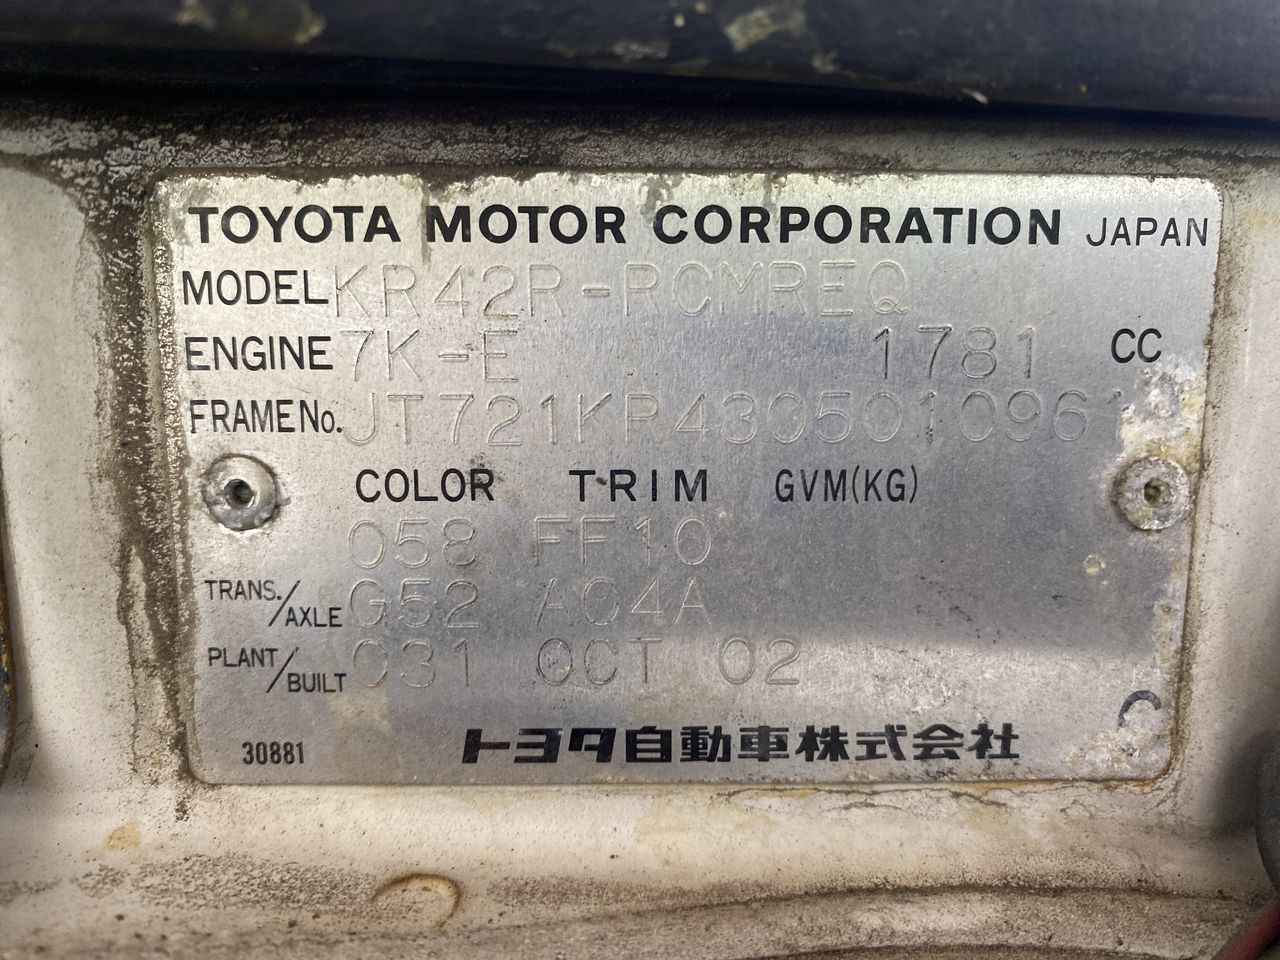 TOYOTA MOTOR CORPORATION JAPAN
MODEL KR42R-RCMREQ
ENGINE 7K-E 1781 CC
FRAME No. JT721KR4305010961
COLOR TRIM GVM(KG)
058 FF10
TRANS./AXLE G52 A04A
PLANT/BUILT C31 OCT 02
30881 トヨタ自動車株式会社